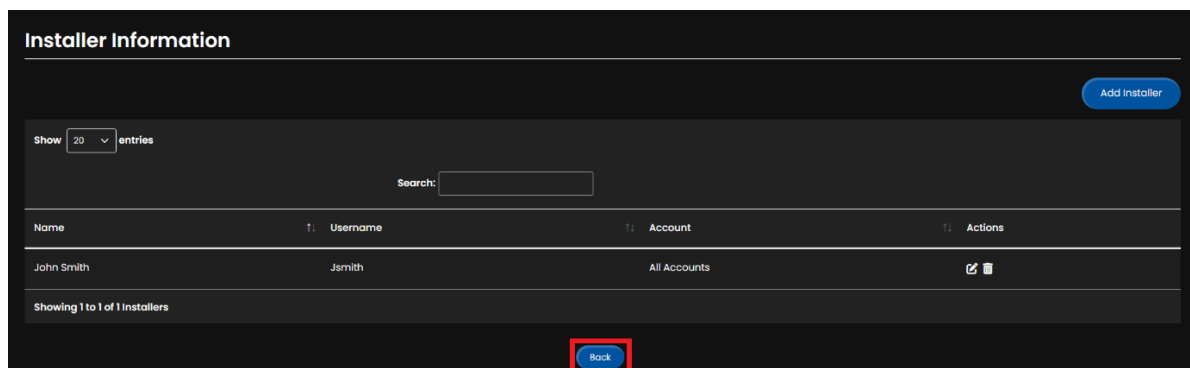 Installer Information
Add Installer
Show 20 entries
Search:
Name Username Account Actions
John Smith Jsmith All Accounts
Showing 1 to 1 of 1 Installers
Back